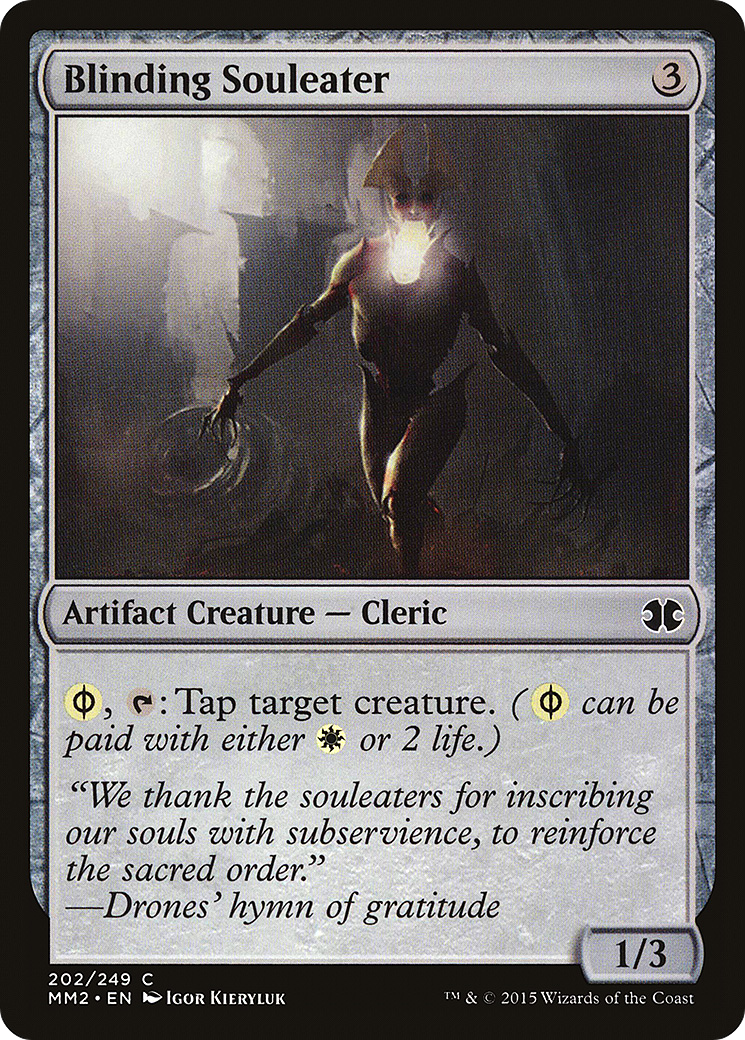 Blinding Souleater 3
Artifact Creature — Cleric
, : Tap target creature. ( can be
paid with either or 2 life.)
“We thank the souleaters for inscribing
our souls with subservience, to reinforce
the sacred order.”
—Drones’ hymn of gratitude
1/3
202/249 C
MM2 • EN Igor Kieryluk ™ & © 2015 Wizards of the Coast